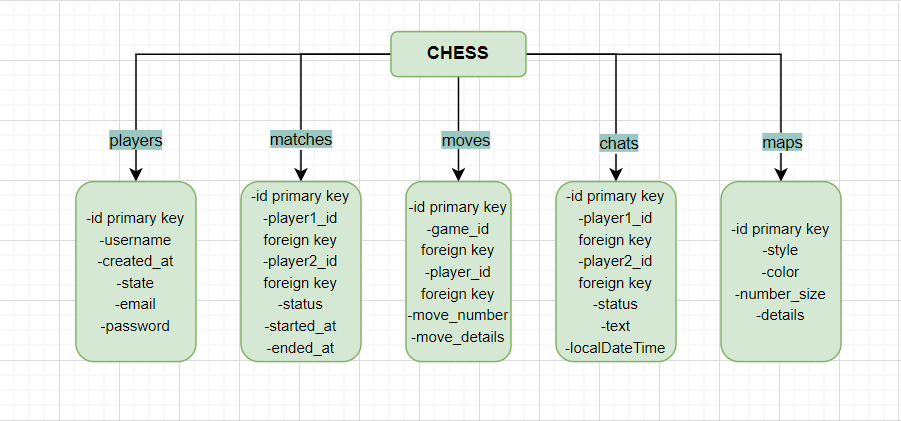 CHESS
players
matches
moves
chats
maps
-id primary key
-username
-created_at
-state
-email
-password
-id primary key
-player1_id
foreign key
-player2_id
foreign key
-status
-started_at
-ended_at
-id primary key
-game_id
foreign key
-player_id
foreign key
-move_number
-move_details
-id primary key
-player1_id
foreign key
-player2_id
foreign key
-status
-text
-localDateTime
-id primary key
-style
-color
-number_size
-details